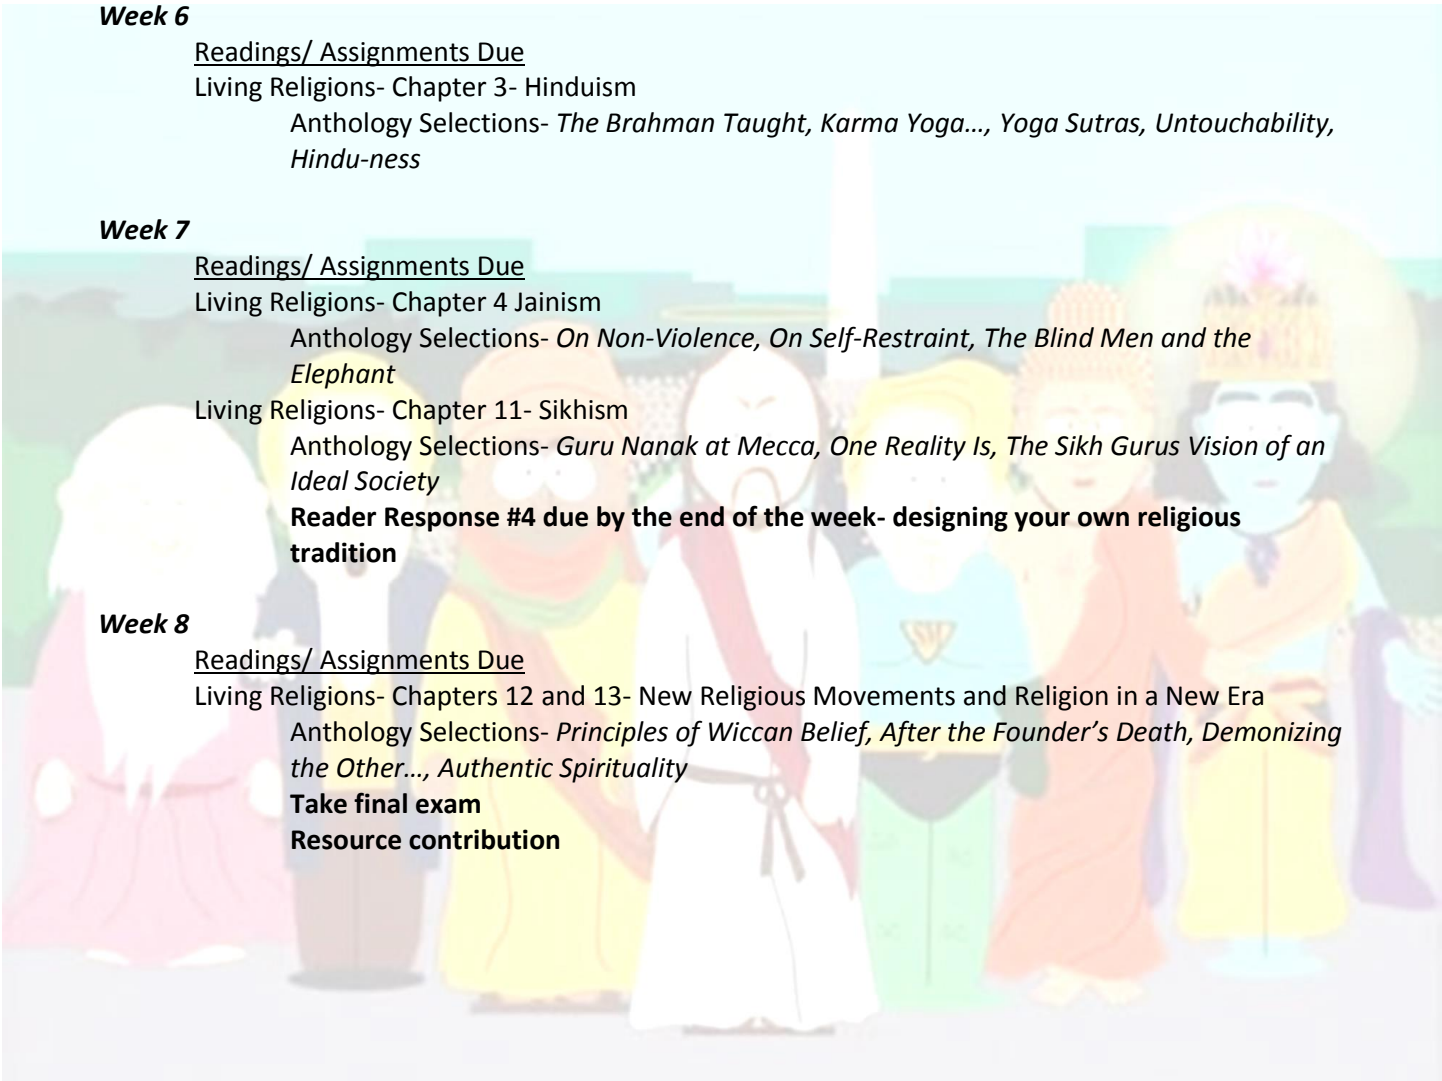 Week 6
Readings/ Assignments Due
Living Religions- Chapter 3- Hinduism
Anthology Selections- The Brahman Taught, Karma Yoga…, Yoga Sutras, Untouchability,
Hindu-ness
Week 7
Readings/ Assignments Due
Living Religions- Chapter 4 Jainism
Anthology Selections- On Non-Violence, On Self-Restraint, The Blind Men and the
Elephant
Living Religions- Chapter 11- Sikhism
Anthology Selections- Guru Nanak at Mecca, One Reality Is, The Sikh Gurus Vision of an
Ideal Society
Reader Response #4 due by the end of the week- designing your own religious
tradition
Week 8
Readings/ Assignments Due
Living Religions- Chapters 12 and 13- New Religious Movements and Religion in a New Era
Anthology Selections- Principles of Wiccan Belief, After the Founder’s Death, Demonizing
the Other…, Authentic Spirituality
Take final exam
Resource contribution